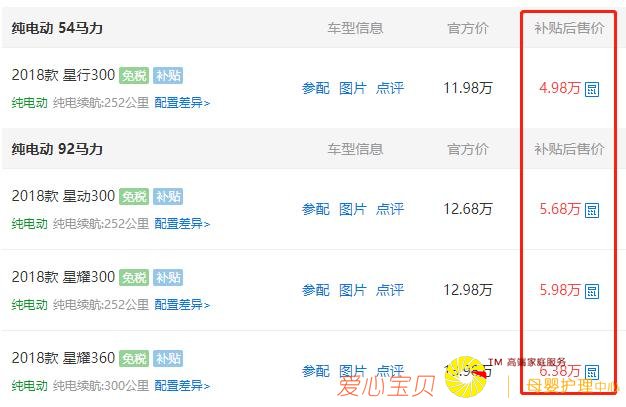 纯电动 54马力 车型信息 官方价 补贴后售价
2018款 星行300 免税 补贴 参配 图片 点评 11.98万 4.98万
纯电动 纯电续航:252公里 配置差异>
纯电动 92马力 车型信息 官方价 补贴后售价
2018款 星动300 免税 补贴 参配 图片 点评 12.68万 5.68万
纯电动 纯电续航:252公里 配置差异>
2018款 星耀300 免税 补贴 参配 图片 点评 12.98万 5.98万
纯电动 纯电续航:252公里 配置差异>
2018款 星耀360 免税 补贴 参配 图片 点评 6.38万
纯电动 纯电续航:300公里 配置差异>
爱心宝贝 TM 高端家庭服务
母婴护理中心